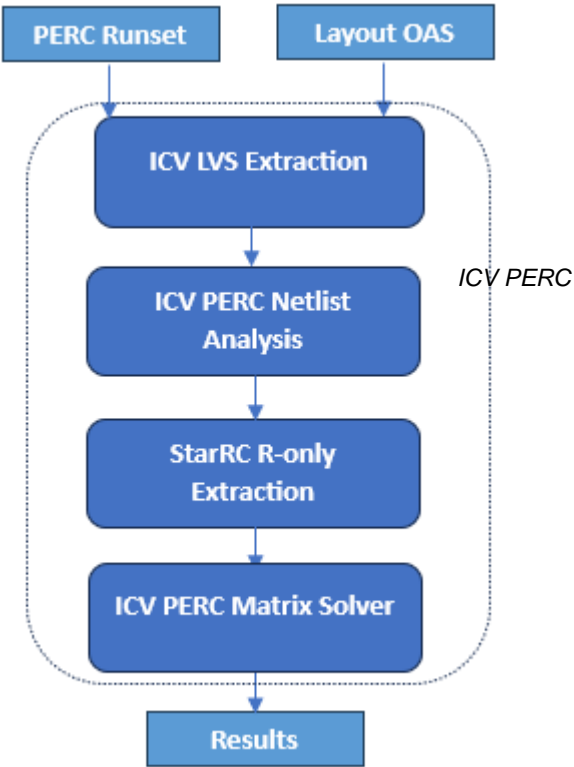 PERC Runset
Layout OAS
ICV LVS Extraction
ICV PERC
ICV PERC Netlist
Analysis
StarRC R-only
Extraction
ICV PERC Matrix Solver
Results